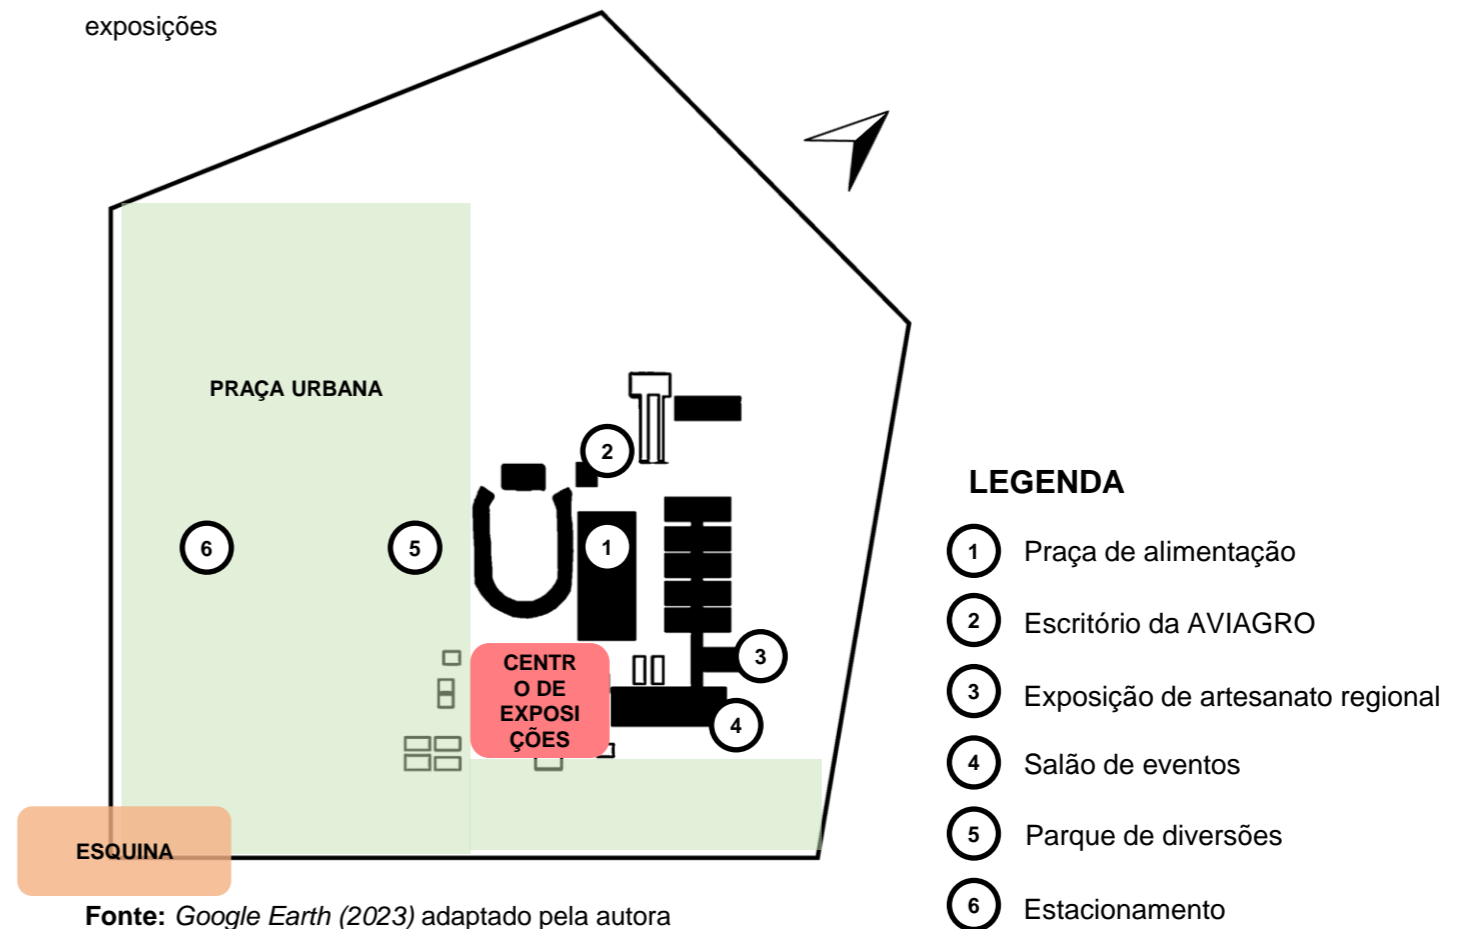 exposições
PRAÇA URBANA
2
6
5
1
CENTR
O DE
EXPOSI
ÇÕES
3
4
ESQUINA
LEGENDA
1 Praça de alimentação
2 Escritório da AVIAGRO
3 Exposição de artesanato regional
4 Salão de eventos
5 Parque de diversões
6 Estacionamento
Fonte: Google Earth (2023) adaptado pela autora